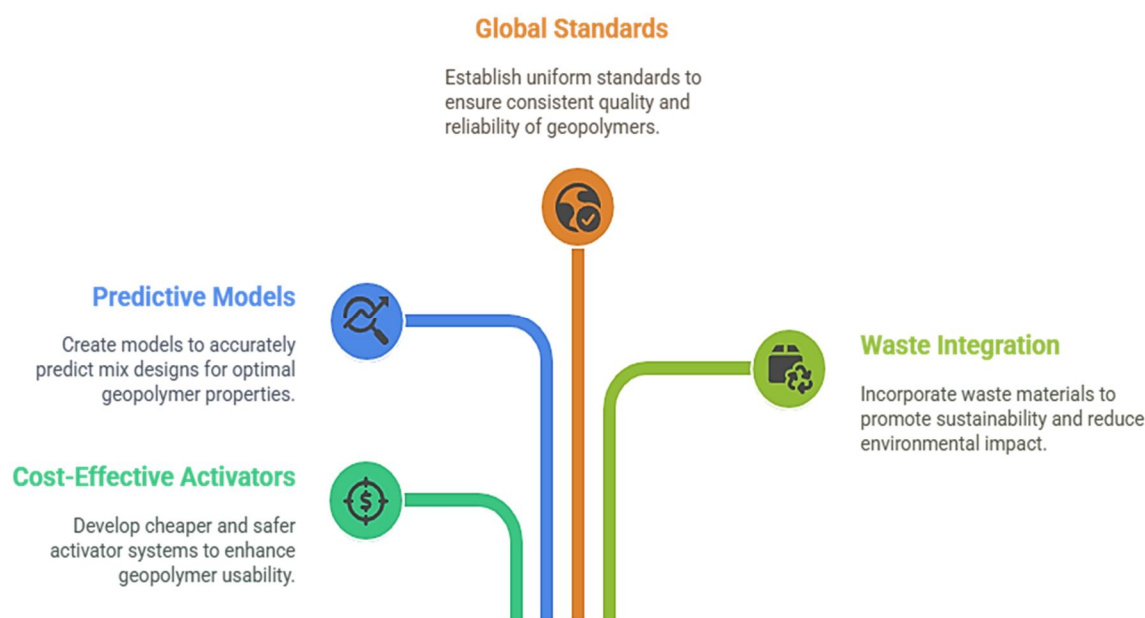 Global Standards
Establish uniform standards to
ensure consistent quality and
reliability of geopolymers.
Predictive Models
Create models to accurately
predict mix designs for optimal
geopolymer properties.
Waste Integration
Incorporate waste materials to
promote sustainability and reduce
environmental impact.
Cost-Effective Activators
Develop cheaper and safer
activator systems to enhance
geopolymer usability.
$